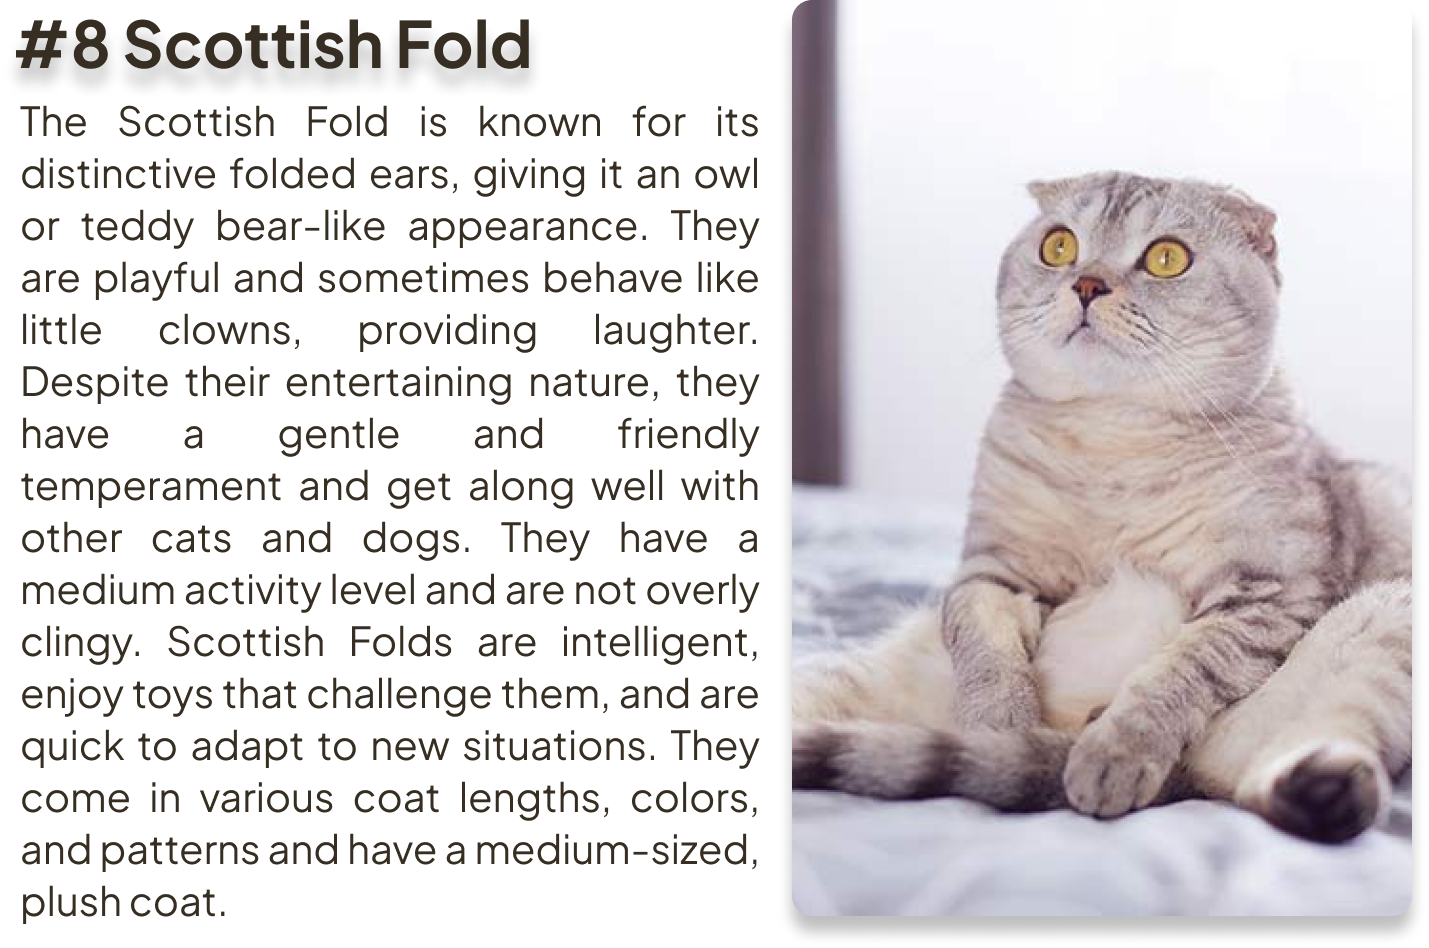 #8 Scottish Fold
The Scottish Fold is known for its
distinctive folded ears, giving it an owl
or teddy bear-like appearance. They
are playful and sometimes behave like
little clowns, providing laughter.
Despite their entertaining nature, they
have a gentle and friendly
temperament and get along well with
other cats and dogs. They have a
medium activity level and are not overly
clingy. Scottish Folds are intelligent,
enjoy toys that challenge them, and are
quick to adapt to new situations. They
come in various coat lengths, colors,
and patterns and have a medium-sized,
plush coat.